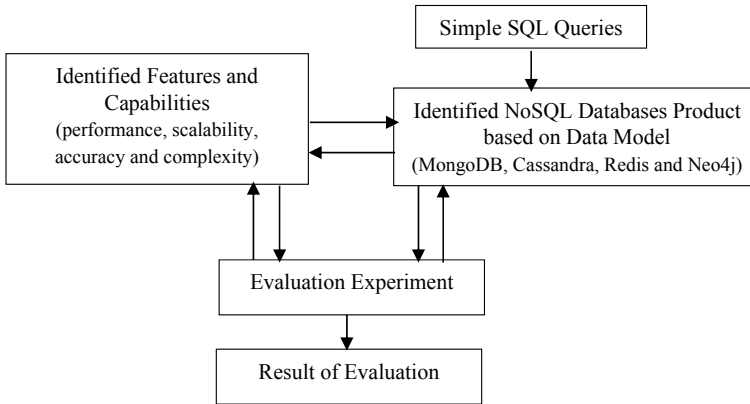 Simple SQL Queries
Identified Features and
Capabilities
(performance, scalability,
accuracy and complexity)
Identified NoSQL Databases Product
based on Data Model
(MongoDB, Cassandra, Redis and Neo4j)
Evaluation Experiment
Result of Evaluation